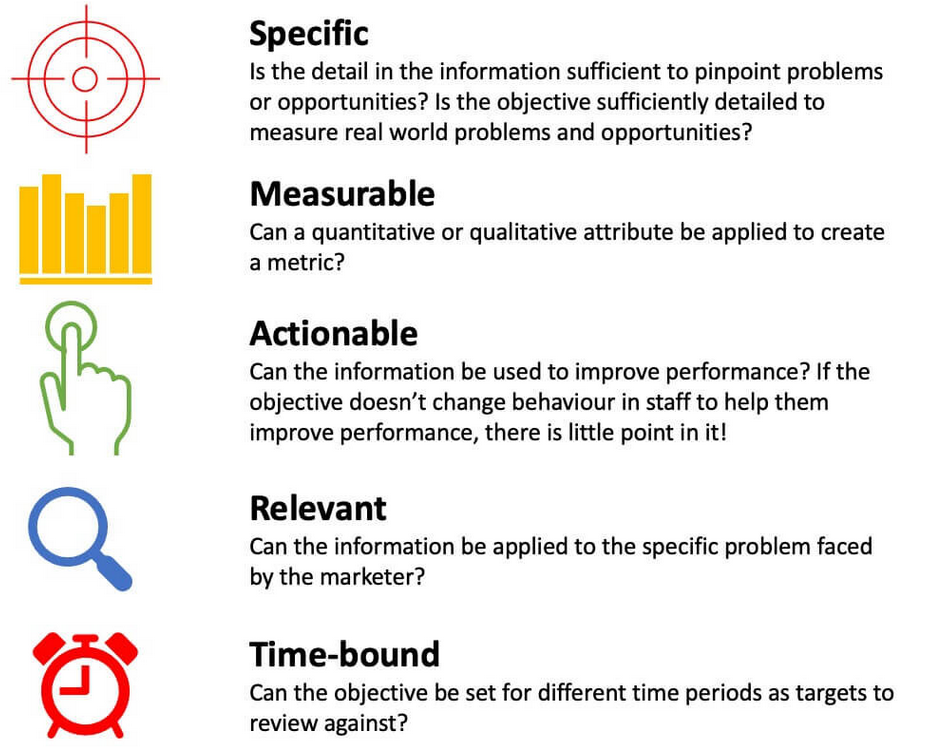 Specific
Is the detail in the information sufficient to pinpoint problems
or opportunities? Is the objective sufficiently detailed to
measure real world problems and opportunities?
Measurable
Can a quantitative or qualitative attribute be applied to create
a metric?
Actionable
Can the information be used to improve performance? If the
objective doesn’t change behaviour in staff to help them
improve performance, there is little point in it!
Relevant
Can the information be applied to the specific problem faced
by the marketer?
Time-bound
Can the objective be set for different time periods as targets to
review against?